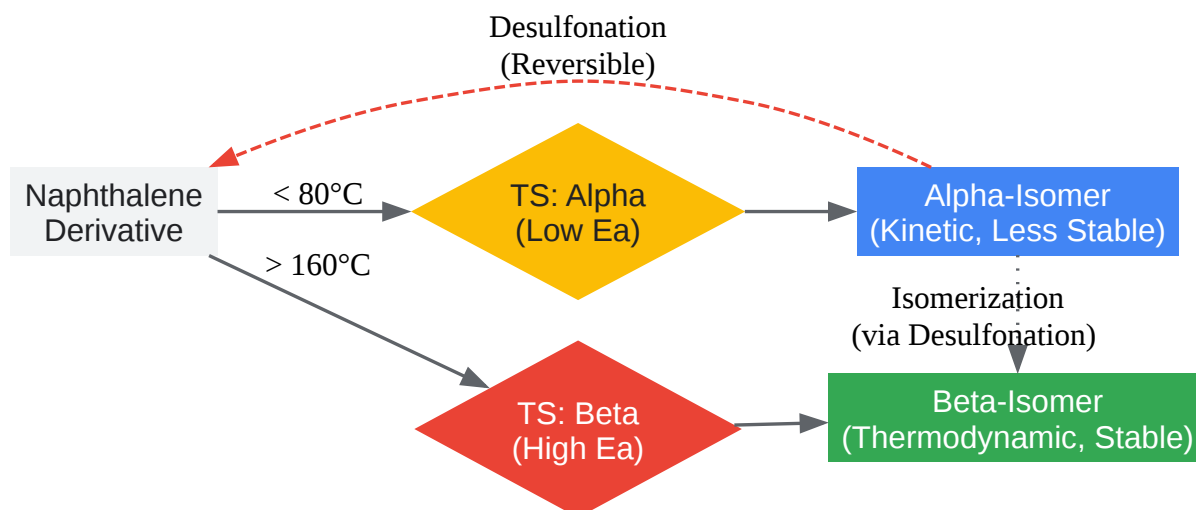 Desulfonation
(Reversible)
Naphthalene
Derivative
< 80°C
TS: Alpha
(Low Ea)
Alpha-Isomer
(Kinetic, Less Stable)
> 160°C
Isomerization
(via Desulfonation)
TS: Beta
(High Ea)
Beta-Isomer
(Thermodynamic, Stable)